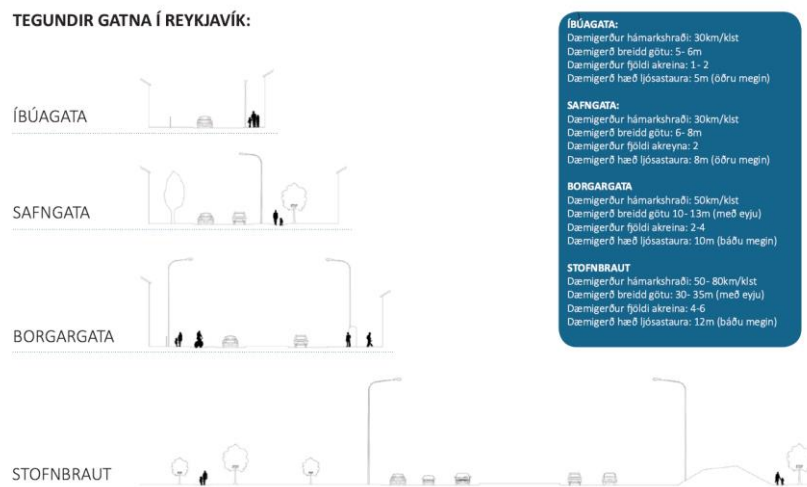 TEGUNDIR GATNA Í REYKJAVÍK:
ÍBÚAGATA
SAFNGATA
BORGARGATA
STOFNBRAUT
ÍBÚAGATA:
Dæmigerður hámarkshraði: 30km/klst
Dæmigerð breidd götu: 5- 6m
Dæmigerður fjöldi akreina: 1 - 2
Dæmigerð hæð ljósastaura: 5m (öðru megin)
SAFNGATA:
Dæmigerður hámarkshraði: 30km/klst
Dæmigerð breidd götu: 6- 8m
Dæmigerður fjöldi akreyna: 2
Dæmigerð hæð ljósastaura: 8m (öðru megin)
BORGARGATA
Dæmigerður hámarkshraði: 50km/klst
Dæmigerð breidd götu 10- 13m (með eyju)
Dæmigerður fjöldi akreina: 2-4
Dæmigerð hæð ljósastaura: 10m (báðu megin)
STOFNBRAUT
Dæmigerður hámarkshraði: 50- 80km/klst
Dæmigerð breidd götu: 30- 35m (með eyju)
Dæmigerður fjöldi akreina: 4-6
Dæmigerð hæð ljósastaura: 12m (báðu megin)